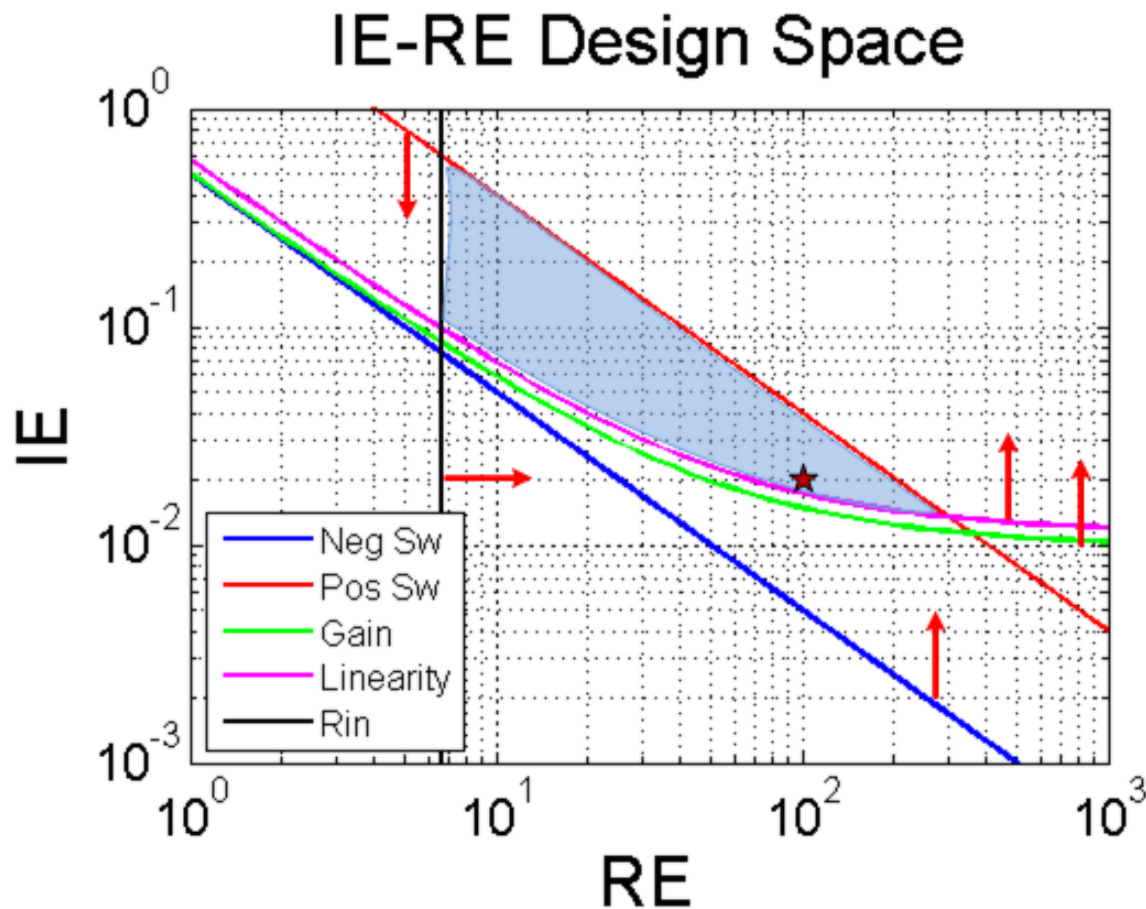 IE-RE Design Space
10^0
10^-1
10^-2
10^-3
IE
Neg Sw
Pos Sw
Gain
Linearity
Rin
10^0 10^1 10^2 10^3
RE